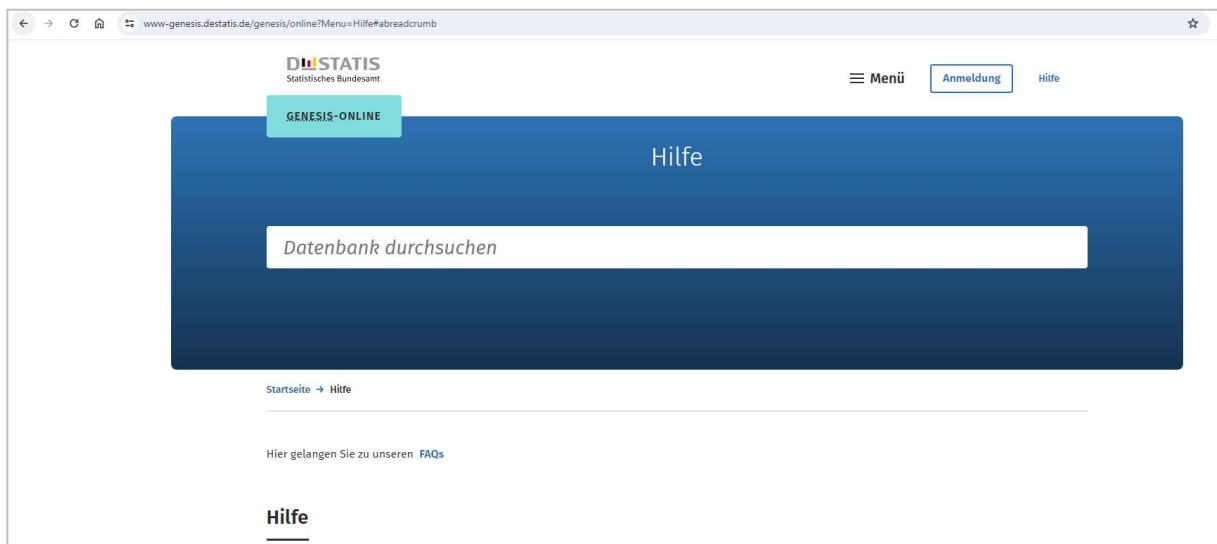 www-genesis.destatis.de/genesis/online?Menu=Hilfe#abreadcrumb
DESTATIS
Statistisches Bundesamt
Menü
Anmeldung
Hilfe
GENESIS-ONLINE
Hilfe
Datenbank durchsuchen
Startseite → Hilfe
Hier gelangen Sie zu unseren FAQs
Hilfe